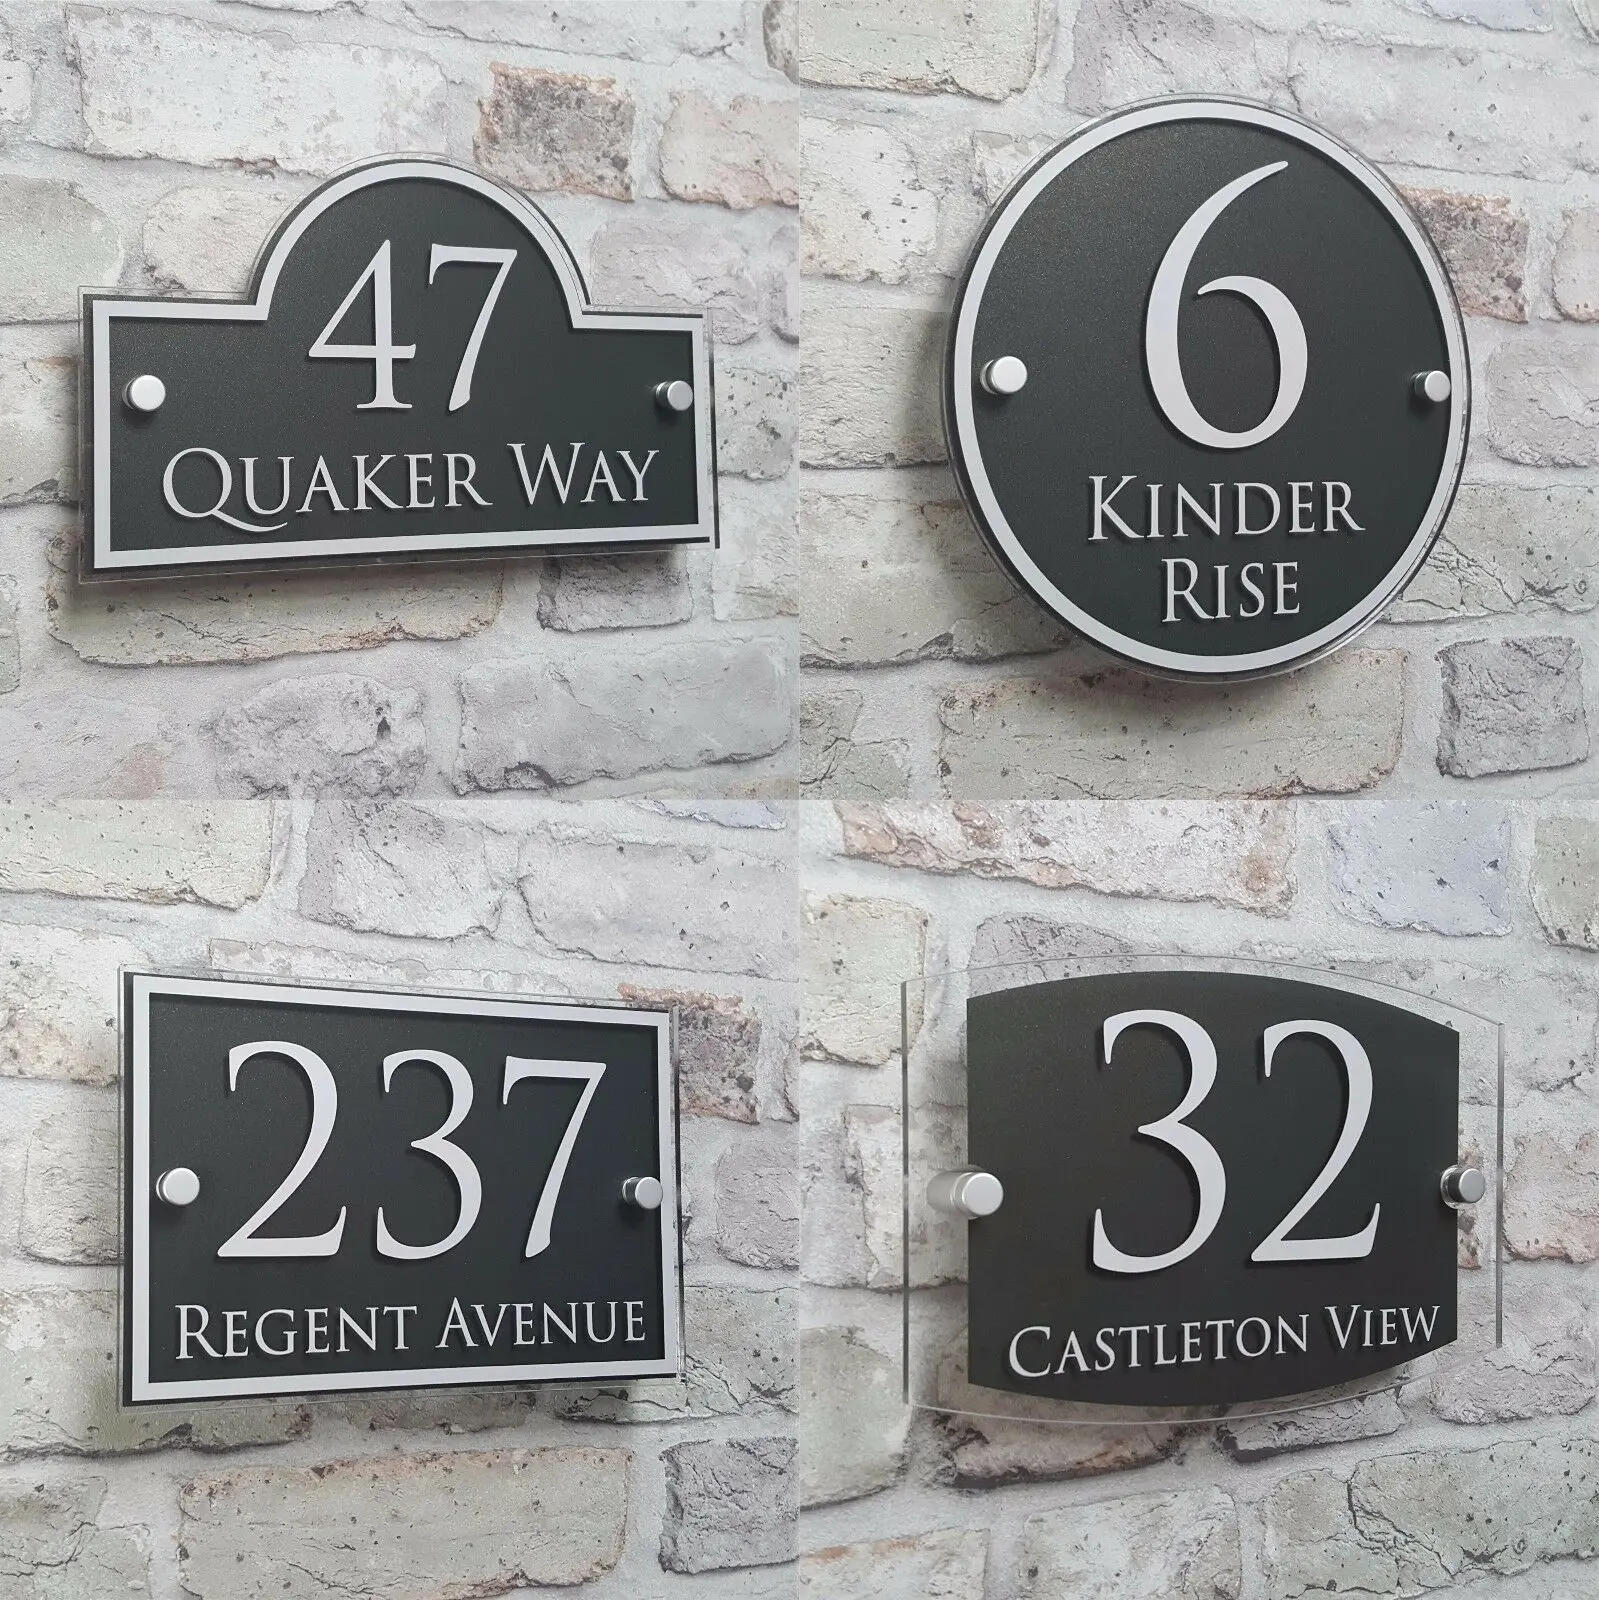 47
QUAKER WAY
6
KINDER
RISE
237
REGENT AVENUE
32
CASTLETON VIEW